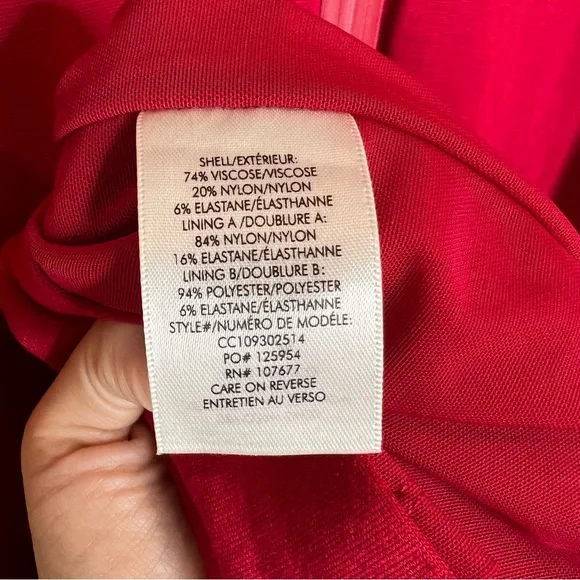 SHELL/EXTÉRIEUR:
74% VISCOSE/VISCOSE
20% NYLON/NYLON
6% ELASTANE/ÉLASTHANNE
LINING A /DOUBLURE A:
84% NYLON/NYLON
16% ELASTANE/ÉLASTHANNE
LINING B/DOUBLURE B:
94% POLYESTER/POLYESTER
6% ELASTANE/ÉLASTHANNE
STYLE#/NUMÉRO DE MODÈLE:
CC109302514
PO# 125954
RN# 107677
CARE ON REVERSE
ENTRETIEN AU VERSO